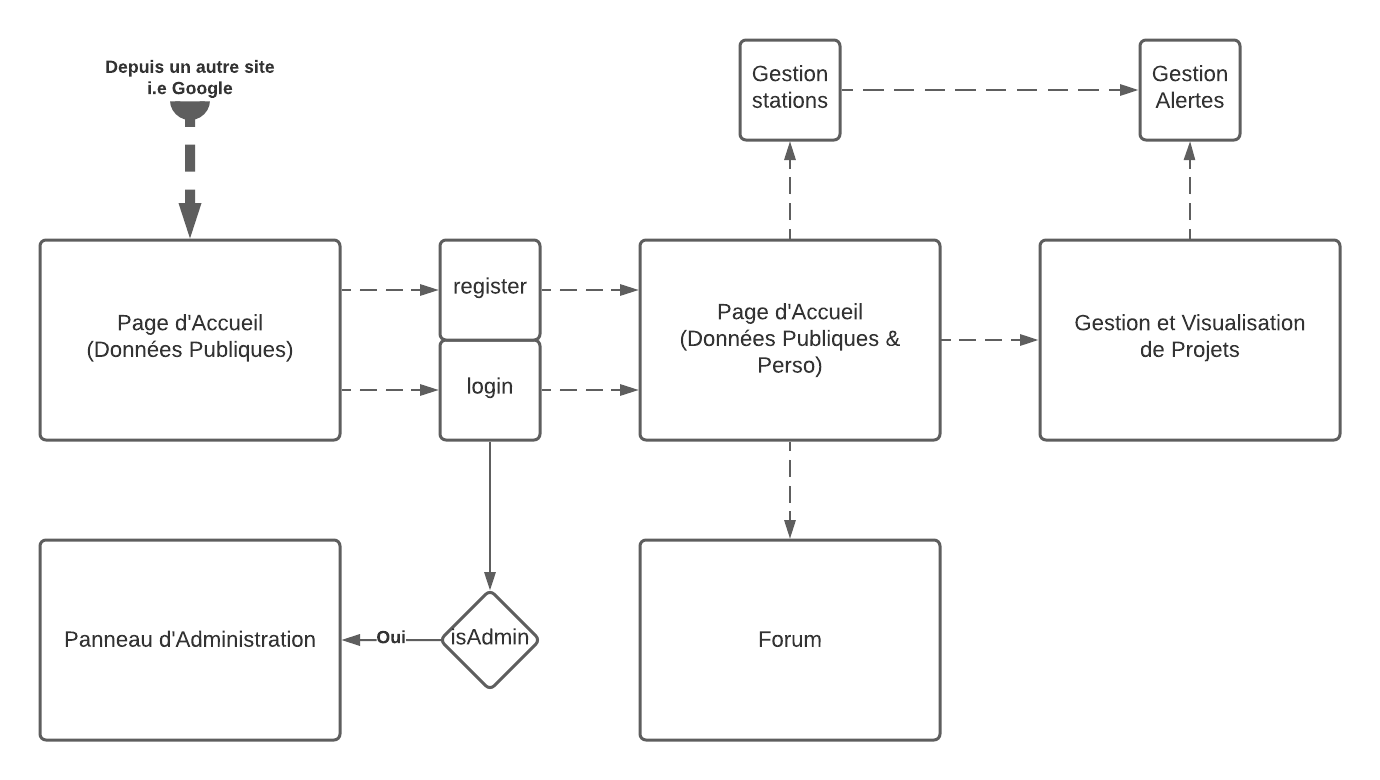 Depuis un autre site
i.e Google
Gestion
stations
Gestion
Alertes
Page d'Accueil
(Données Publiques)
register
login
Page d'Accueil
(Données Publiques &
Perso)
Gestion et Visualisation
de Projets
Panneau d'Administration
Oui
isAdmin
Forum